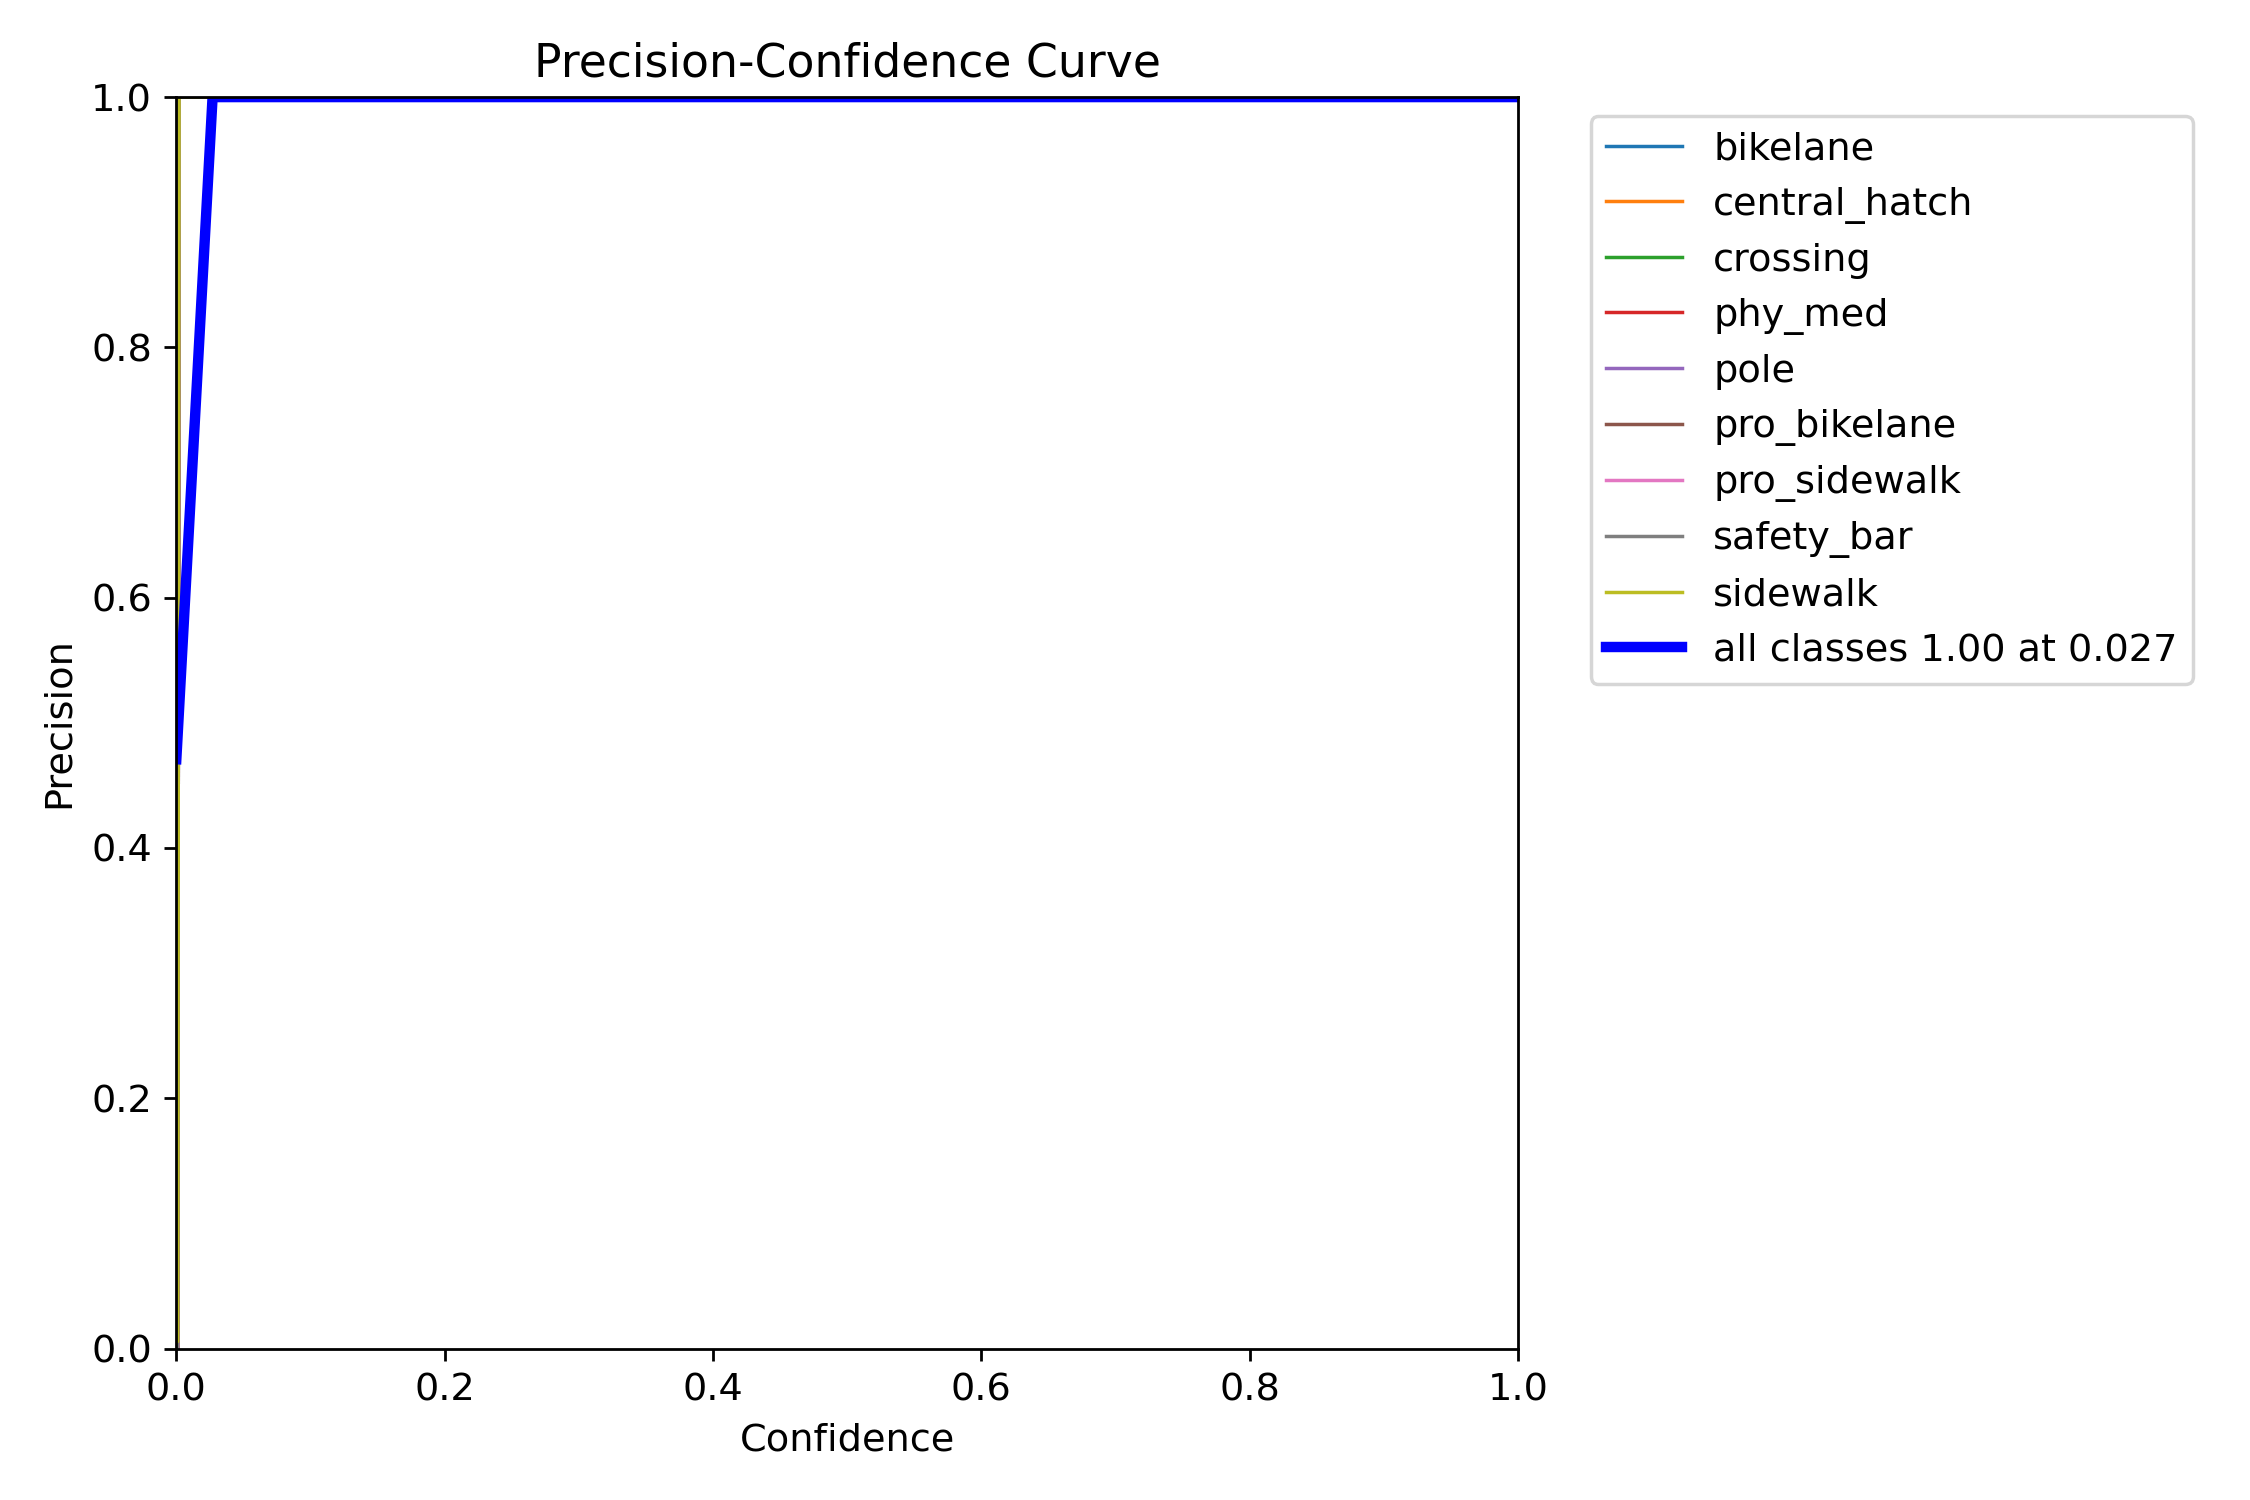 Precision-Confidence Curve
1.0
0.8
0.6
0.4
0.2
0.0
Precision
0.0 0.2 0.4 0.6 0.8 1.0
Confidence
bikelane
central_hatch
crossing
phy_med
pole
pro_bikelane
pro_sidewalk
safety_bar
sidewalk
all classes 1.00 at 0.027